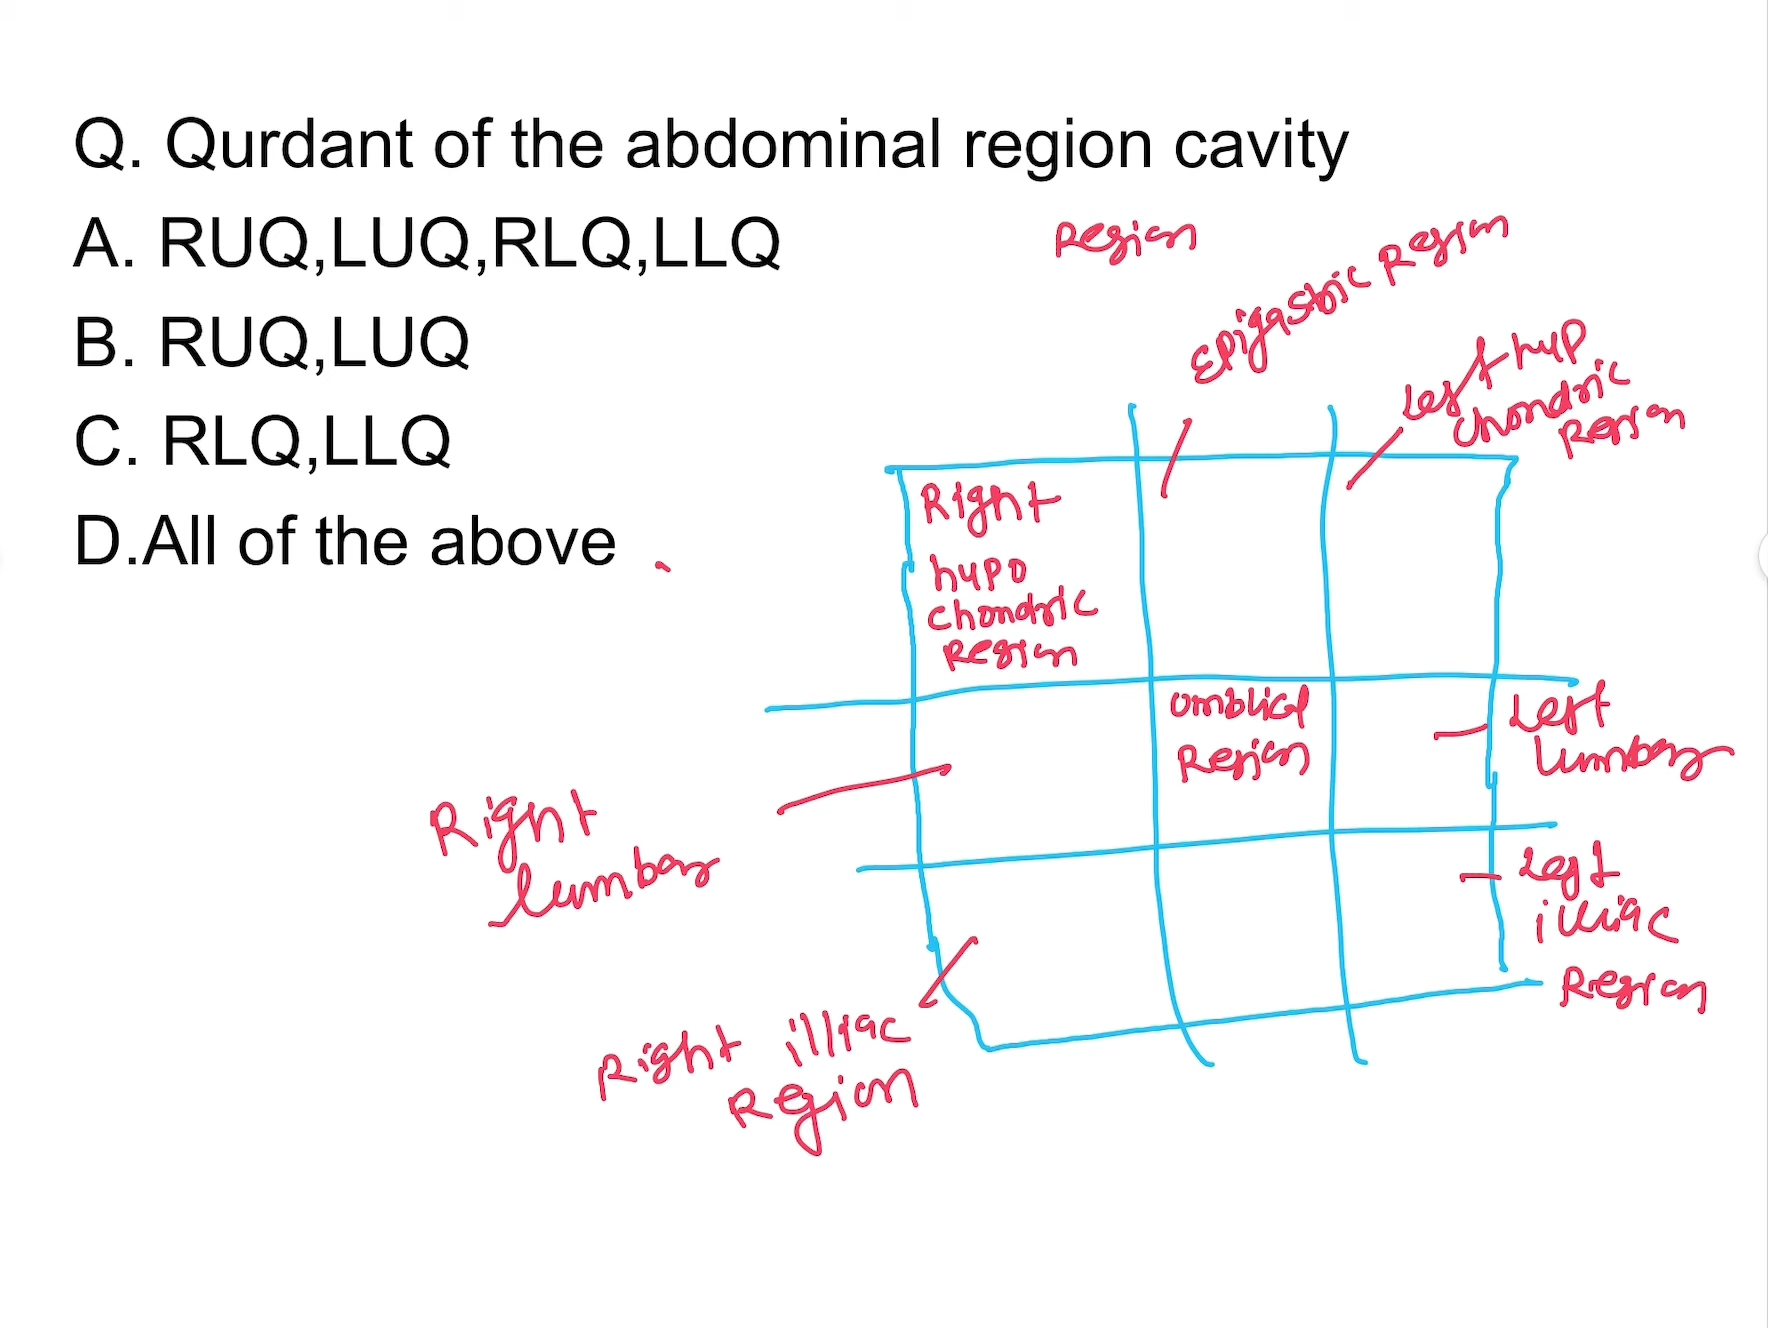 Q. Qurdant of the abdominal region cavity
A. RUQ,LUQ,RLQ,LLQ
B. RUQ,LUQ
C. RLQ,LLQ
D.All of the above
Region
Epigastric Region
Left hyp
chondric
Region
Right
hypo
chondric
Region
umblical
Region
Left
lumbar
Right
lumbar
Left
illiac
Region
Right illiac
Region